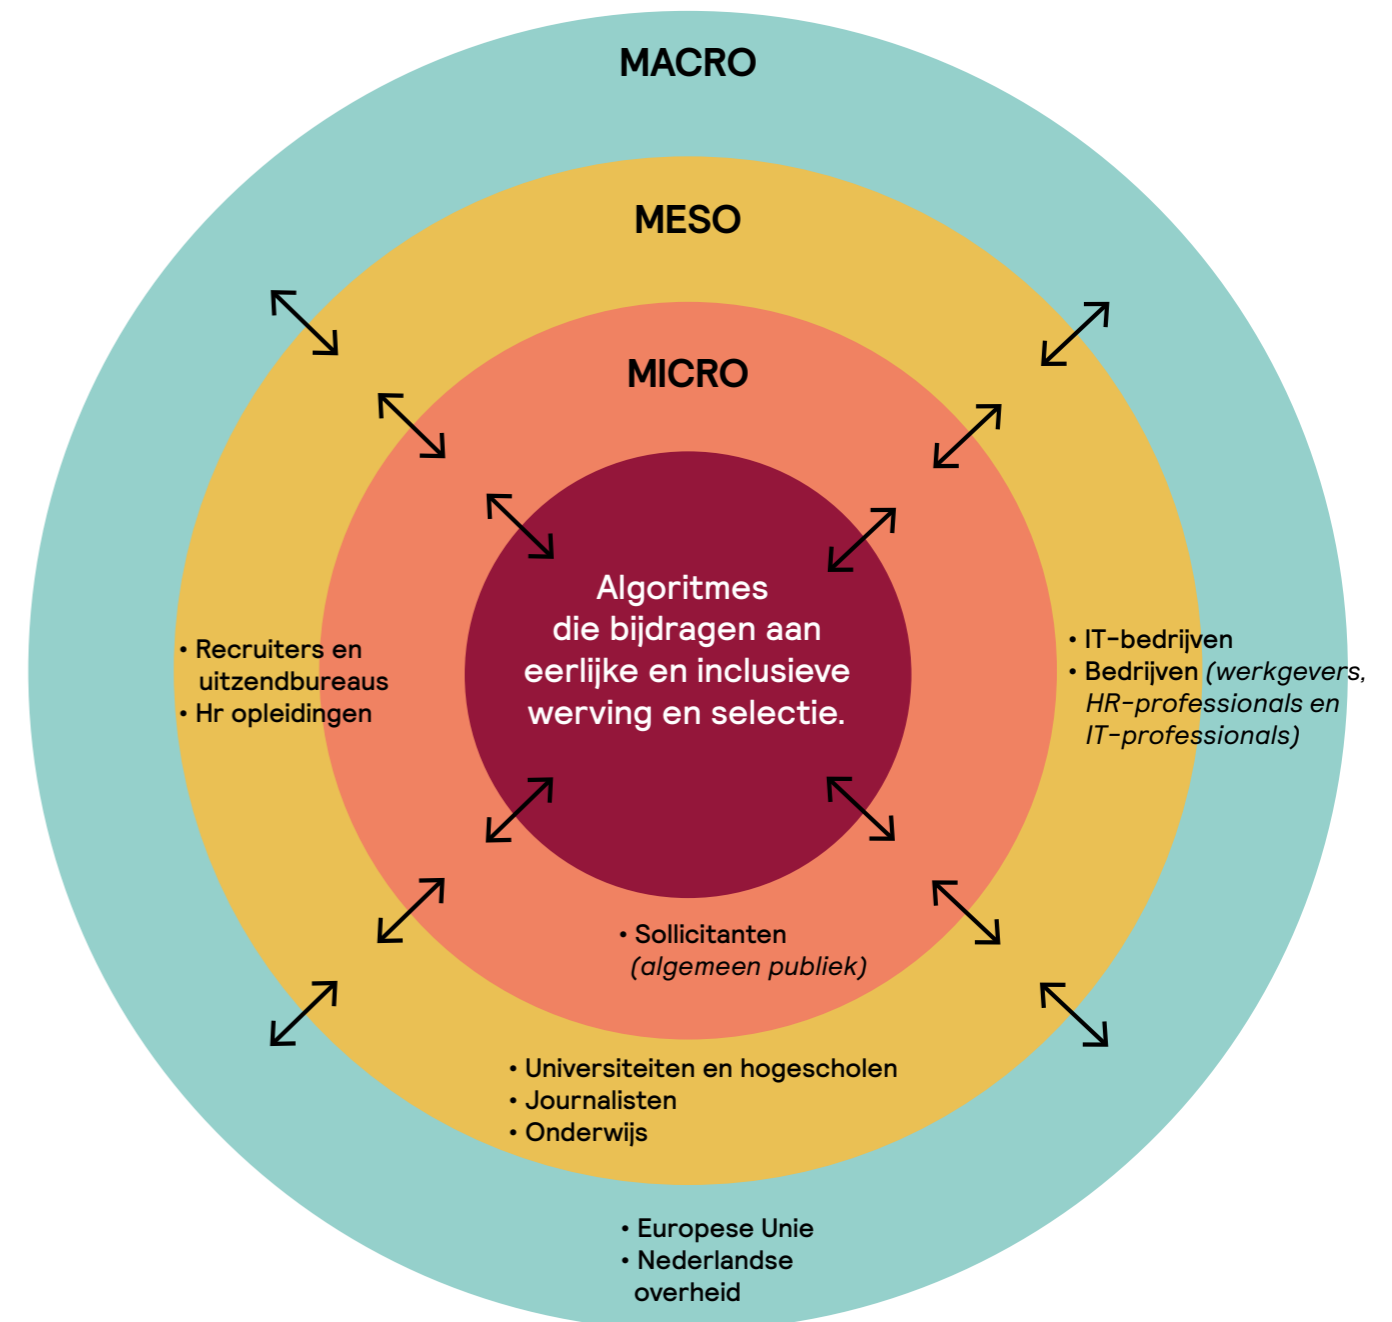 MACRO
MESO
MICRO
Algoritmes
die bijdragen aan
eerlijke en inclusieve
werving en selectie.
• Recruiters en
uitzendbureaus
• Hr opleidingen
• IT-bedrijven
• Bedrijven (werkgevers,
HR-professionals en
IT-professionals)
• Sollicitanten
(algemeen publiek)
• Universiteiten en hogescholen
• Journalisten
• Onderwijs
• Europese Unie
• Nederlandse
overheid